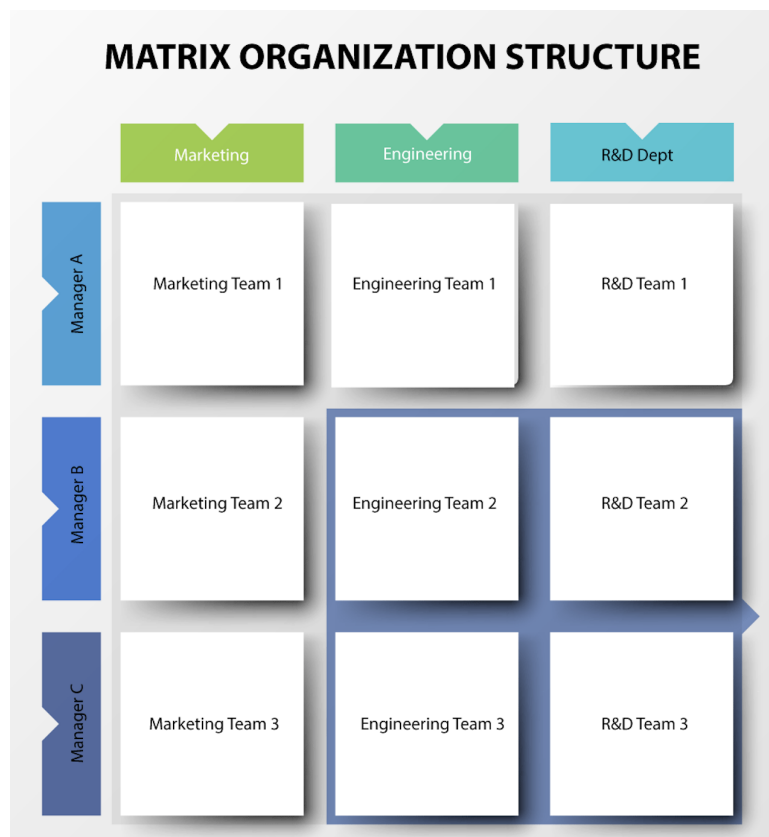 MATRIX ORGANIZATION STRUCTURE
Marketing
Engineering
R&D Dept
Manager A
Marketing Team 1
Engineering Team 1
R&D Team 1
Manager B
Marketing Team 2
Engineering Team 2
R&D Team 2
Manager C
Marketing Team 3
Engineering Team 3
R&D Team 3